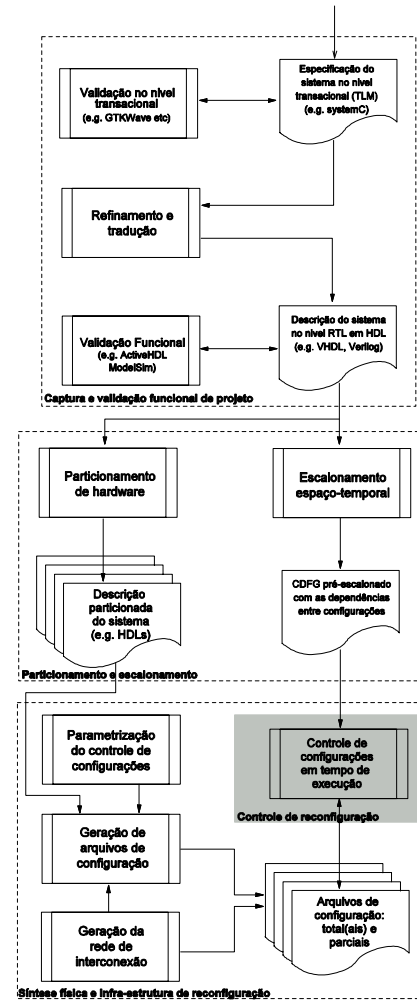 Validação no nivel
transacional
(e.g. GTKWave etc)
Especificação do
sistema no nivel
transacional (TLM)
(e.g. systemC)
Refinamento e
tradução
Validação Funcional
(e.g. ActiveHDL
ModelSim)
Descrição do sistema
no nivel RTL em HDL
(e.g. VHDL, Verilog)
Captura e validação funcional de projeto
Particionamento
de hardware
Escalonamento
espaço-temporal
Descrição
particionada
do sistema
(e.g. HDLs)
CDFG pré-escalonado
com as dependências
entre configurações
Particionamento e escalonamento
Parametrização
do controle de
configurações
Controle de
configurações
em tempo de
execução
Controle de reconfiguração
Geração de
arquivos de
configuração
Geração da
rede de
interconexão
Arquivos de
configuração:
total(ais) e
parciais
Síntese física e infra-estrutura de reconfiguração